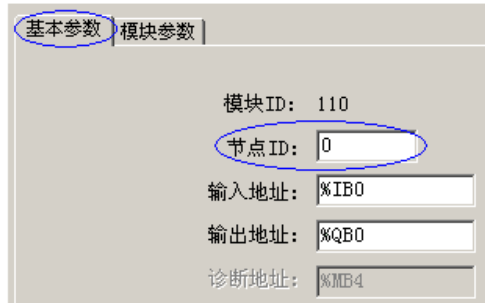 基本参数 模块参数
模块ID: 110
节点ID: 0
输入地址: %IB0
输出地址: %QB0
诊断地址: %MB4